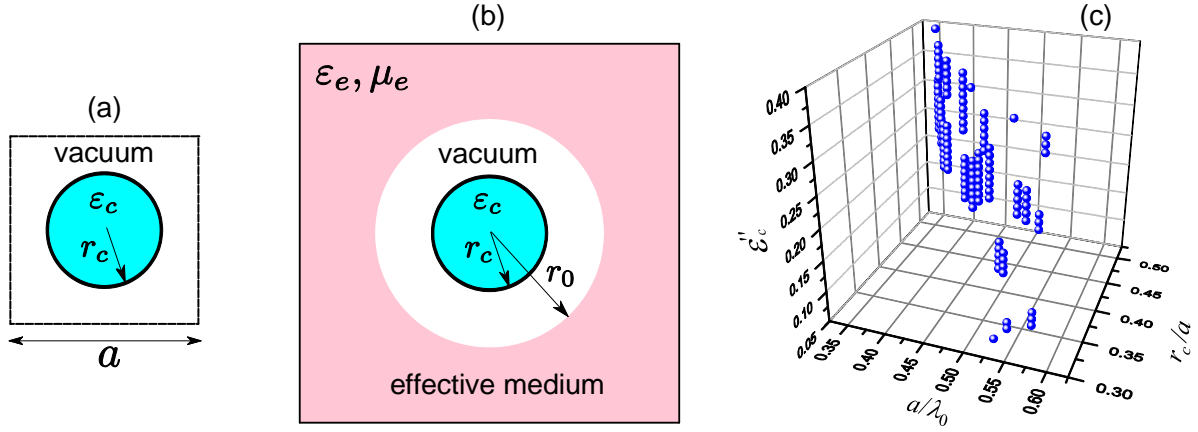 (a)
vacuum
ε_c
r_c
a
(b)
ε_e, μ_e
vacuum
ε_c
r_c
r_0
effective medium
(c)
0.40
0.35
0.30
0.25
0.20
0.15
0.10
0.05
ε''_c
0.35
0.40
0.45
0.50
0.55
0.60
a/λ_0
0.50
0.45
0.40
0.35
0.30
r_c/a